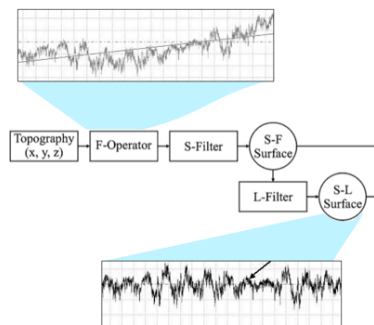 Topography
(x, y, z)
F-Operator
S-Filter
S-F
Surface
L-Filter
S-L
Surface